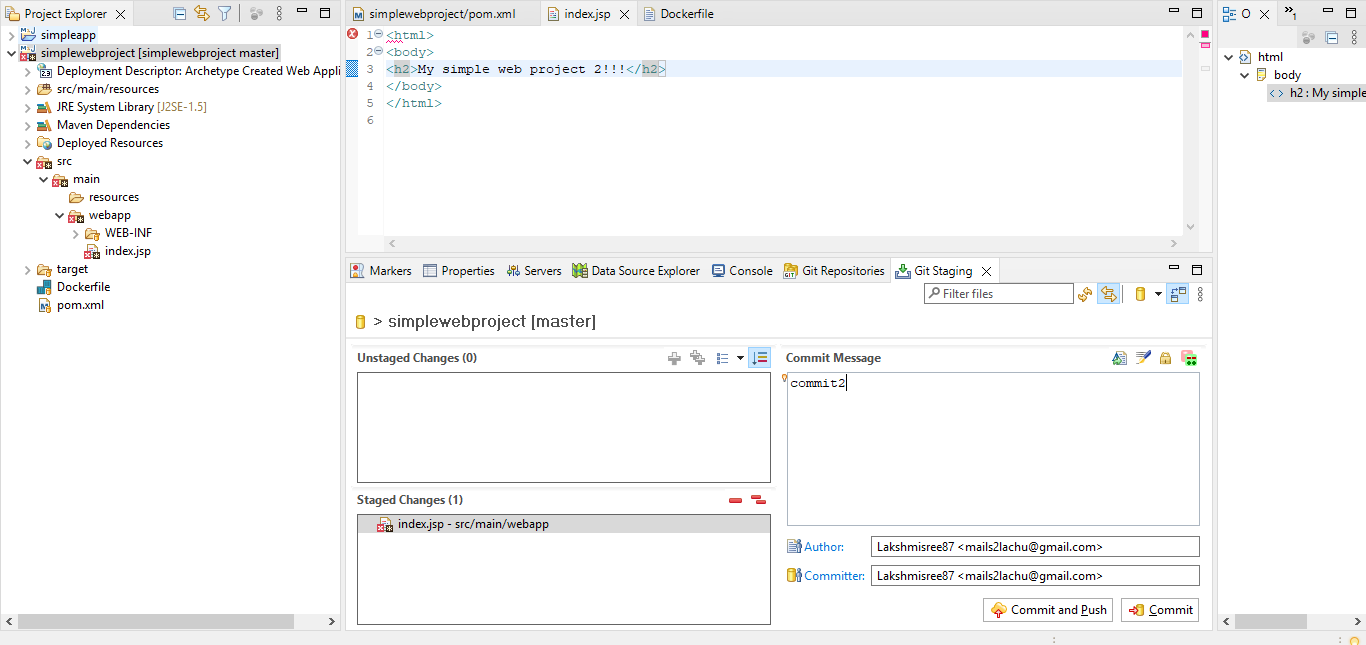 Project Explorer
simpleapp
simplewebproject [simplewebproject master]
Deployment Descriptor: Archetype Created Web Appli
src/main/resources
JRE System Library [J2SE-1.5]
Maven Dependencies
Deployed Resources
src
main
resources
webapp
WEB-INF
index.jsp
target
Dockerfile
pom.xml
simplewebproject/pom.xml
index.jsp
Dockerfile
1 <html>
2 <body>
3 <h2>My simple web project 2!!!</h2>
4 </body>
5 </html>
6
Markers
Properties
Servers
Data Source Explorer
Console
Git Repositories
Git Staging
Filter files
> simplewebproject [master]
Unstaged Changes (0)
Staged Changes (1)
index.jsp - src/main/webapp
Commit Message
commit2
Author: Lakshmisree87 <mails2lachu@gmail.com>
Committer: Lakshmisree87 <mails2lachu@gmail.com>
Commit and Push
Commit
O
»1
html
body
<> h2 : My simple